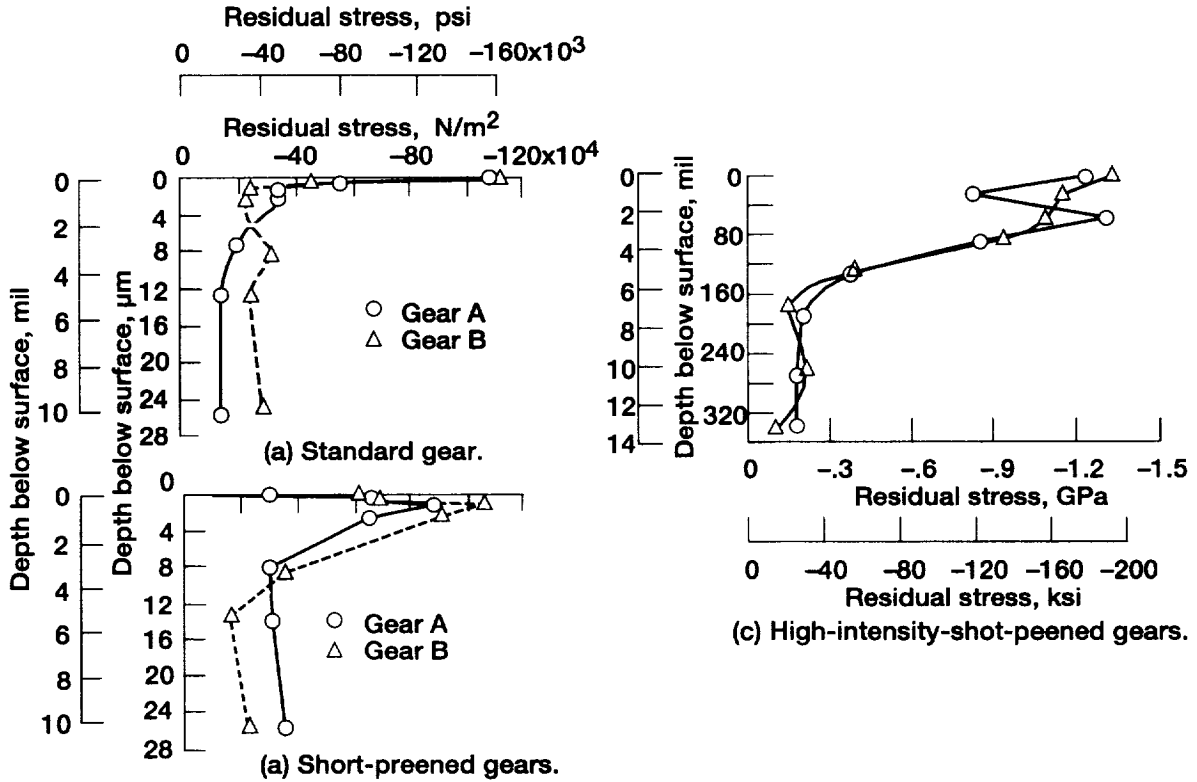 Residual stress, psi
0 –40 –80 –120 –160x10³
Residual stress, N/m²
0 –40 –80 –120x10⁴
Depth below surface, mil
0
2
4
6
8
10
Depth below surface, µm
0
4
8
12
16
20
24
28
Gear A
Gear B
(a) Standard gear.
0
2
4
6
8
10
0
4
8
12
16
20
24
28
Gear A
Gear B
(a) Short-preened gears.
0
2
4
6
8
10
12
14
Depth below surface, mil
0
80
160
240
320
0 –.3 –.6 –.9 –1.2 –1.5
Residual stress, GPa
0 –40 –80 –120 –160 –200
Residual stress, ksi
(c) High-intensity-shot-peened gears.